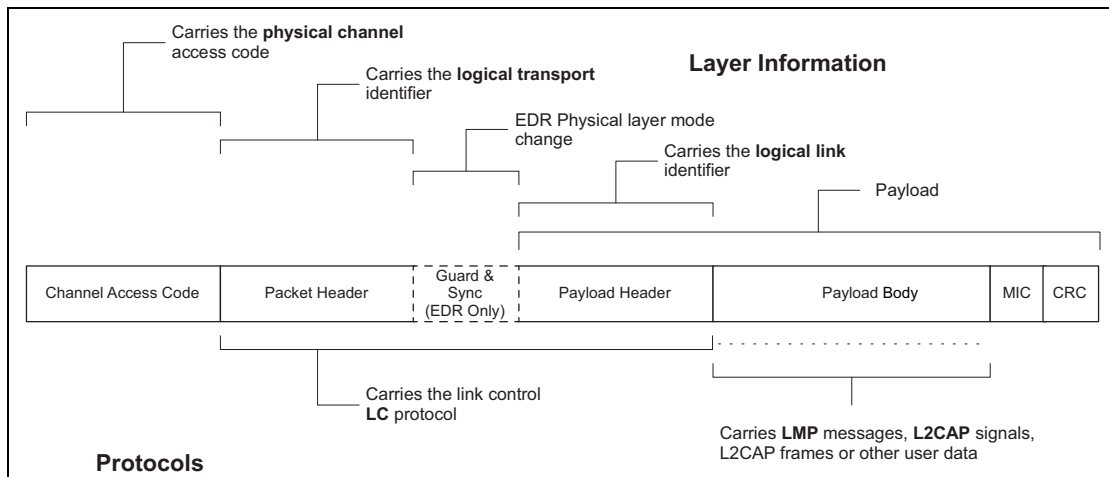 Carries the physical channel
access code
Layer Information
Carries the logical transport
identifier
EDR Physical layer mode
change
Carries the logical link
identifier
Payload
Channel Access Code
Packet Header
Guard &
Sync
(EDR Only)
Payload Header
Payload Body
MIC
CRC
Carries the link control
LC protocol
Carries LMP messages, L2CAP signals,
L2CAP frames or other user data
Protocols